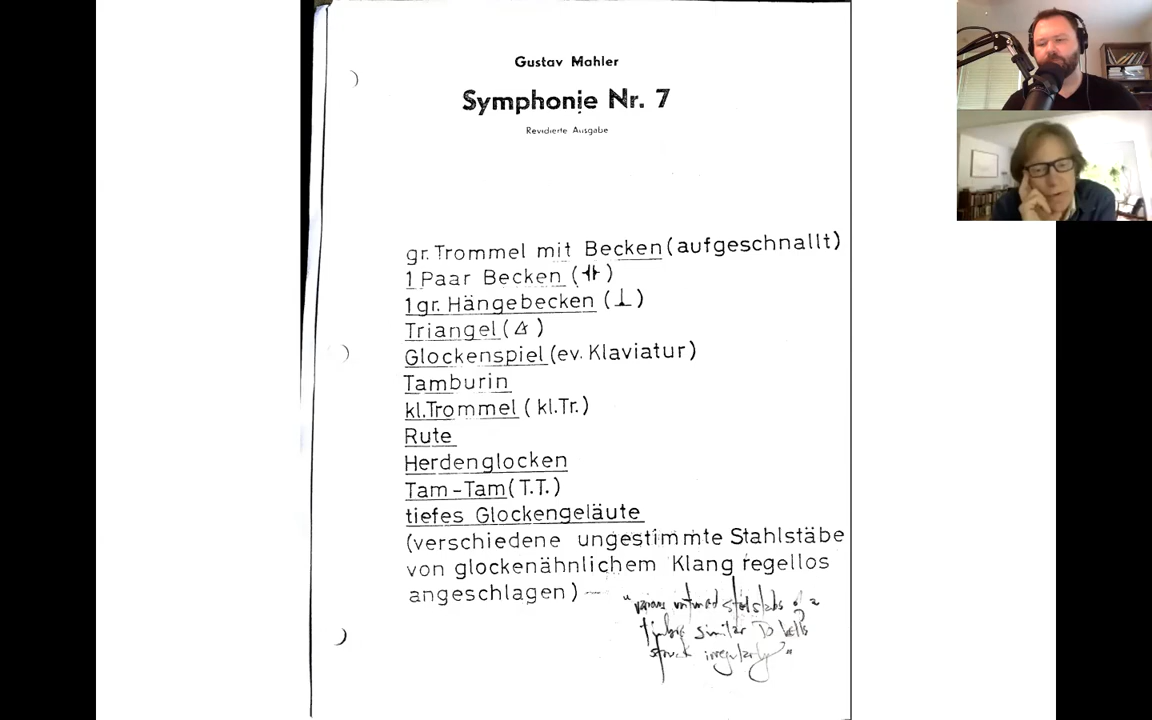 Gustav Mahler
Symphonie Nr. 7
Revidierte Ausgabe
gr. Trommel mit Becken (aufgeschnallt)
1 Paar Becken ( )
1 gr. Hängebecken (⊥)
Triangel (△)
Glockenspiel (ev. Klaviatur)
Tamburin
kl. Trommel ( kl.Tr.)
Rute
Herdenglocken
Tam-Tam (T.T.)
tiefes Glockengeläute
(verschiedene ungestimmte Stahlstäbe
von glockenähnlichem Klang regellos
angeschlagen) —
"various untuned steel slabs of a
timbre similar to bells
struck irregularly"